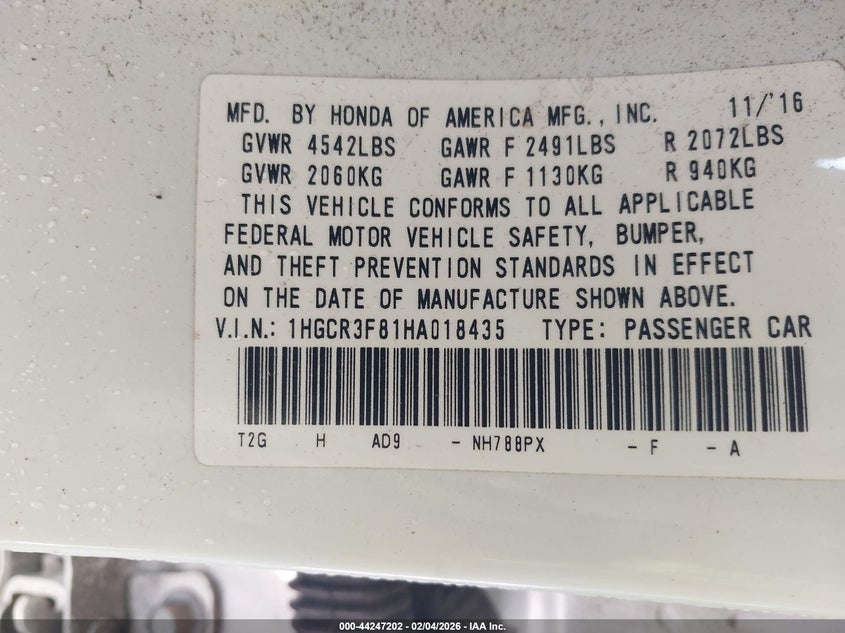 MFD. BY HONDA OF AMERICA MFG., INC. 11/'16
GVWR 4542LBS GAWR F 2491LBS R 2072LBS
GVWR 2060KG GAWR F 1130KG R 940KG
THIS VEHICLE CONFORMS TO ALL APPLICABLE
FEDERAL MOTOR VEHICLE SAFETY, BUMPER,
AND THEFT PREVENTION STANDARDS IN EFFECT
ON THE DATE OF MANUFACTURE SHOWN ABOVE.
V.I.N.: 1HGCR3F81HA018435 TYPE: PASSENGER CAR
T2G H AD9 - NH788PX - F - A
000-44247202 - 02/04/2026 - IAA Inc.